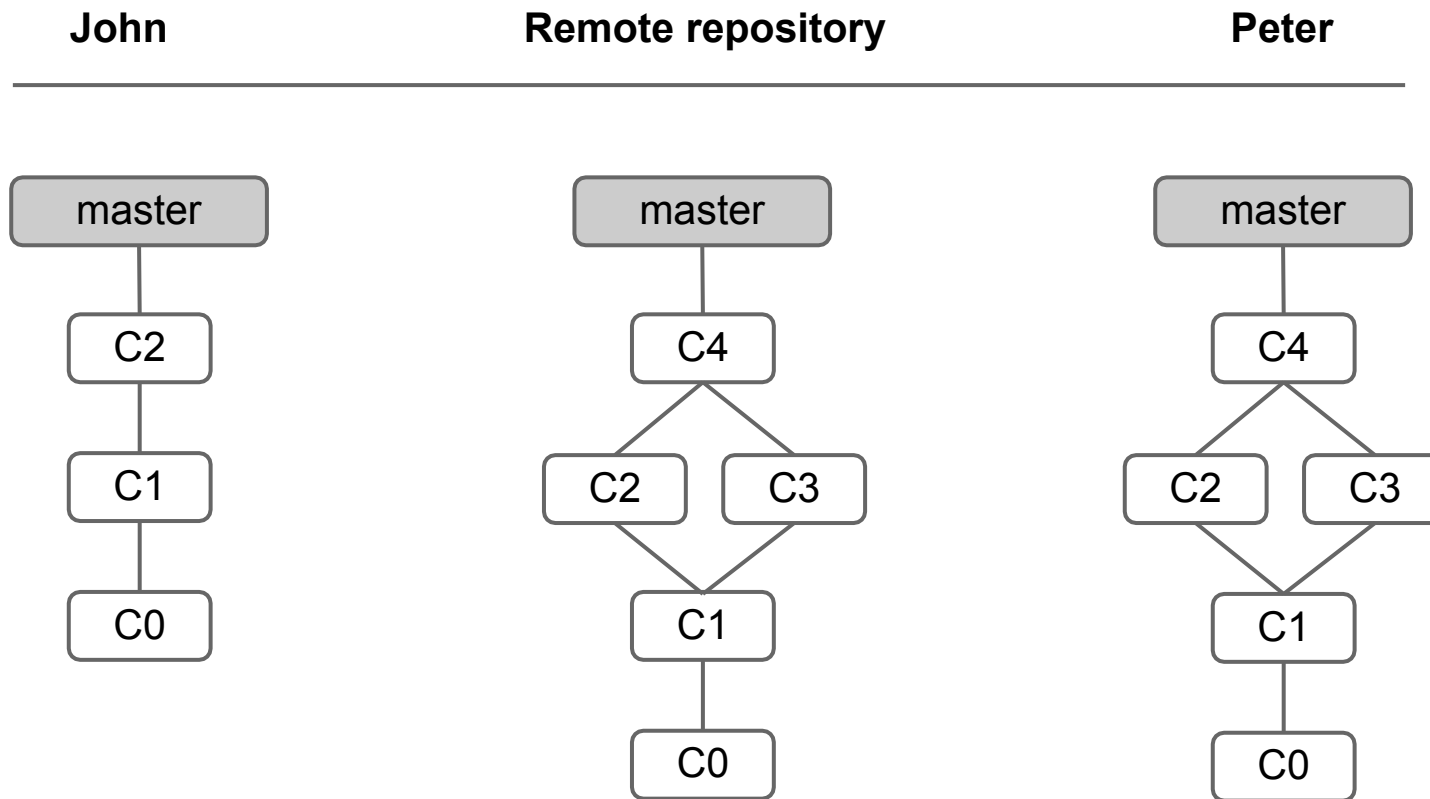 John Remote repository Peter
master master master
C2 C4 C4
C1 C2 C3 C2 C3
C0 C1 C1
C0 C0